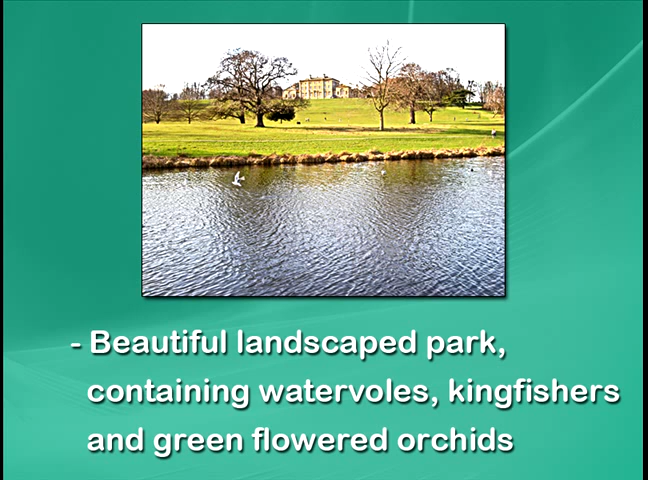 - Beautiful landscaped park,
containing watervoles, kingfishers
and green flowered orchids